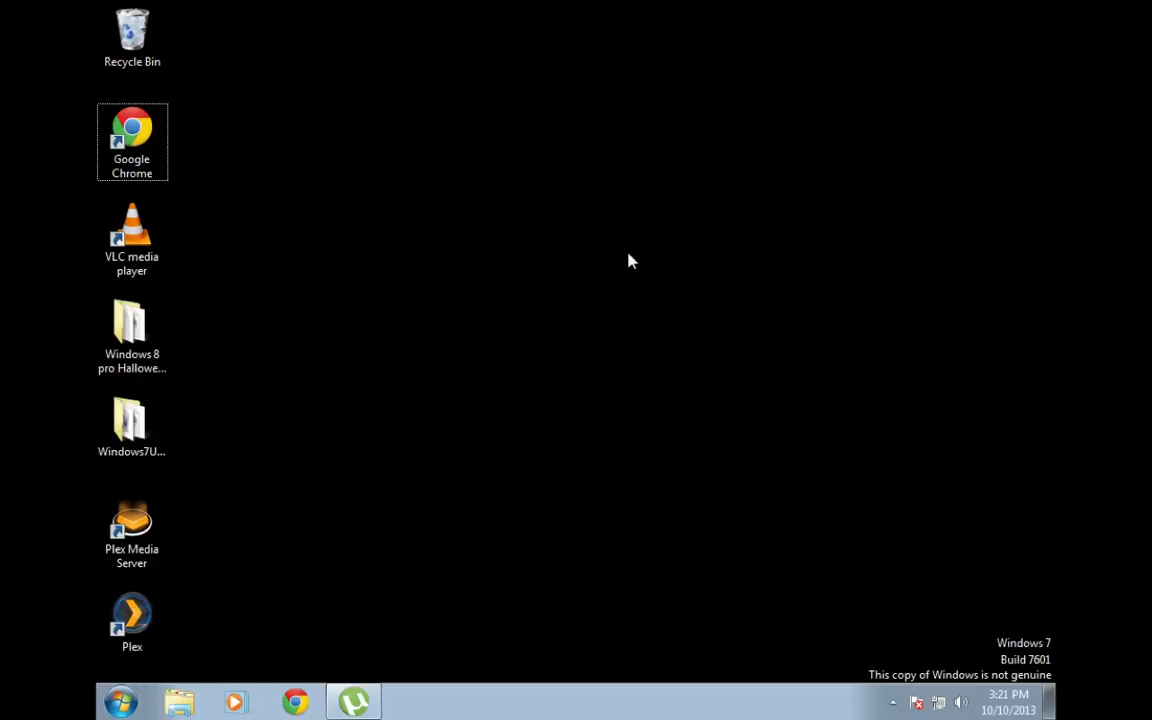 Recycle Bin
Google
Chrome
VLC media
player
Windows 8
pro Hallowe...
Windows7U...
Plex Media
Server
Plex
Windows 7
Build 7601
This copy of Windows is not genuine
3:21 PM
10/10/2013